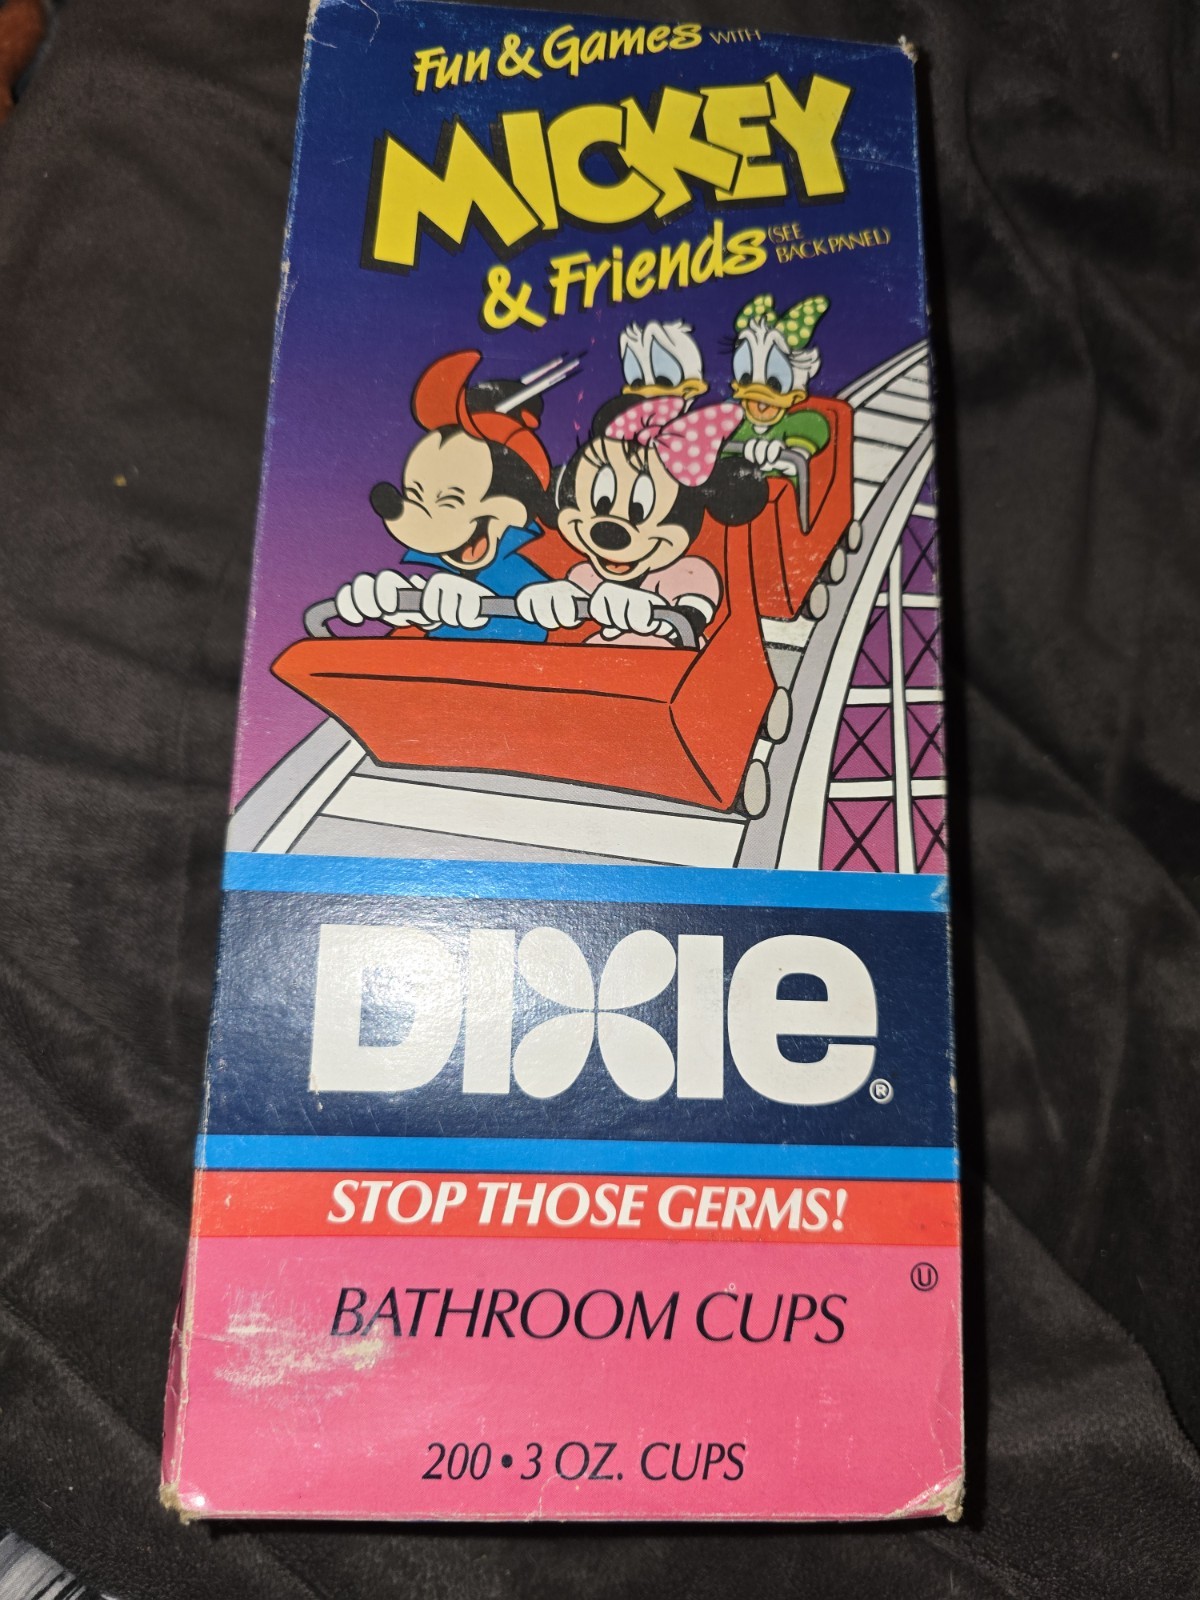 Fun & Games WITH
MICKEY
& Friends (SEE
BACK PANEL)
DIXIE®
STOP THOSE GERMS!
Ⓤ
BATHROOM CUPS
200 • 3 OZ. CUPS